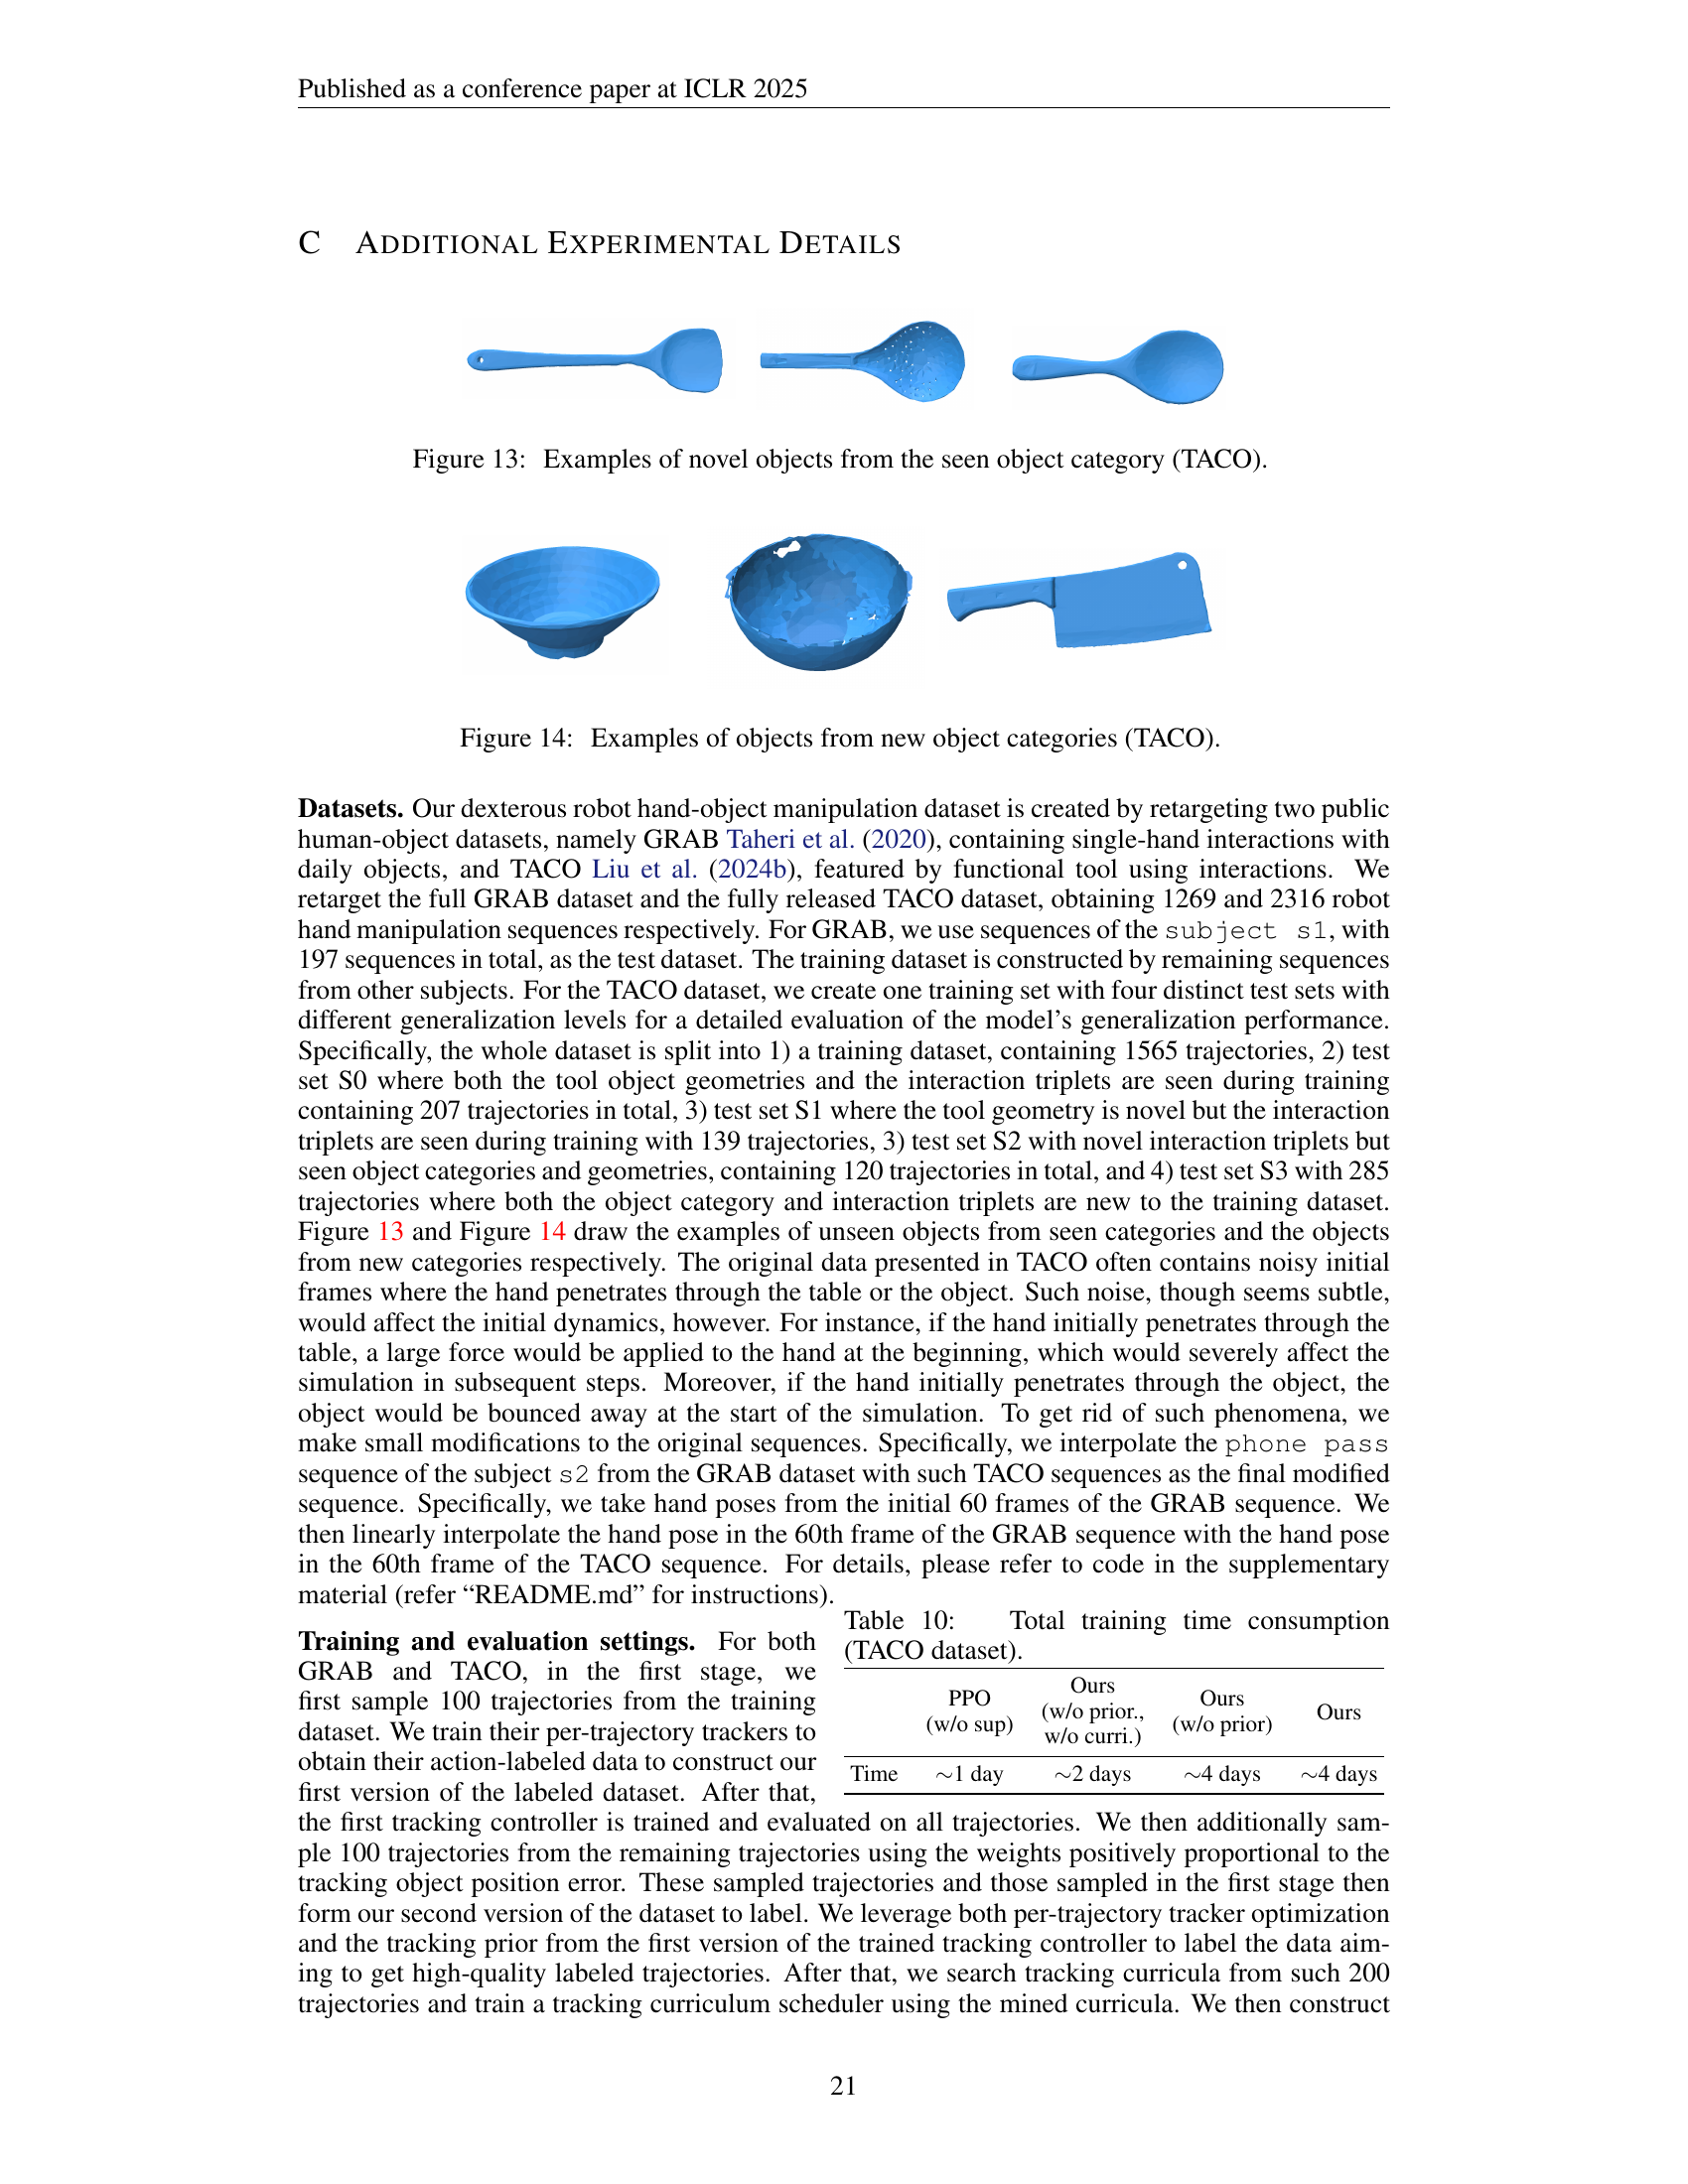 Published as a conference paper at ICLR 2025
C ADDITIONAL EXPERIMENTAL DETAILS
Figure 13: Examples of novel objects from the seen object category (TACO).
Figure 14: Examples of objects from new object categories (TACO).
Datasets. Our dexterous robot hand-object manipulation dataset is created by retargeting two public
human-object datasets, namely GRAB Taheri et al. (2020), containing single-hand interactions with
daily objects, and TACO Liu et al. (2024b), featured by functional tool using interactions. We
retarget the full GRAB dataset and the fully released TACO dataset, obtaining 1269 and 2316 robot
hand manipulation sequences respectively. For GRAB, we use sequences of the subject s1, with
197 sequences in total, as the test dataset. The training dataset is constructed by remaining sequences
from other subjects. For the TACO dataset, we create one training set with four distinct test sets with
different generalization levels for a detailed evaluation of the model's generalization performance.
Specifically, the whole dataset is split into 1) a training dataset, containing 1565 trajectories, 2) test
set S0 where both the tool object geometries and the interaction triplets are seen during training
containing 207 trajectories in total, 3) test set S1 where the tool geometry is novel but the interaction
triplets are seen during training with 139 trajectories, 3) test set S2 with novel interaction triplets but
seen object categories and geometries, containing 120 trajectories in total, and 4) test set S3 with 285
trajectories where both the object category and interaction triplets are new to the training dataset.
Figure 13 and Figure 14 draw the examples of unseen objects from seen categories and the objects
from new categories respectively. The original data presented in TACO often contains noisy initial
frames where the hand penetrates through the table or the object. Such noise, though seems subtle,
would affect the initial dynamics, however. For instance, if the hand initially penetrates through the
table, a large force would be applied to the hand at the beginning, which would severely affect the
simulation in subsequent steps. Moreover, if the hand initially penetrates through the object, the
object would be bounced away at the start of the simulation. To get rid of such phenomena, we
make small modifications to the original sequences. Specifically, we interpolate the phone pass
sequence of the subject s2 from the GRAB dataset with such TACO sequences as the final modified
sequence. Specifically, we take hand poses from the initial 60 frames of the GRAB sequence. We
then linearly interpolate the hand pose in the 60th frame of the GRAB sequence with the hand pose
in the 60th frame of the TACO sequence. For details, please refer to code in the supplementary
material (refer “README.md” for instructions).
Table 10: Total training time consumption
(TACO dataset).
PPO
(w/o sup)
Ours
(w/o prior.,
w/o curri.)
Ours
(w/o prior)
Ours
Time ~1 day ~2 days ~4 days ~4 days
Training and evaluation settings. For both
GRAB and TACO, in the first stage, we
first sample 100 trajectories from the training
dataset. We train their per-trajectory trackers to
obtain their action-labeled data to construct our
first version of the labeled dataset. After that,
the first tracking controller is trained and evaluated on all trajectories. We then additionally sam-
ple 100 trajectories from the remaining trajectories using the weights positively proportional to the
tracking object position error. These sampled trajectories and those sampled in the first stage then
form our second version of the dataset to label. We leverage both per-trajectory tracker optimization
and the tracking prior from the first version of the trained tracking controller to label the data aim-
ing to get high-quality labeled trajectories. After that, we search tracking curricula from such 200
trajectories and train a tracking curriculum scheduler using the mined curricula. We then construct
21